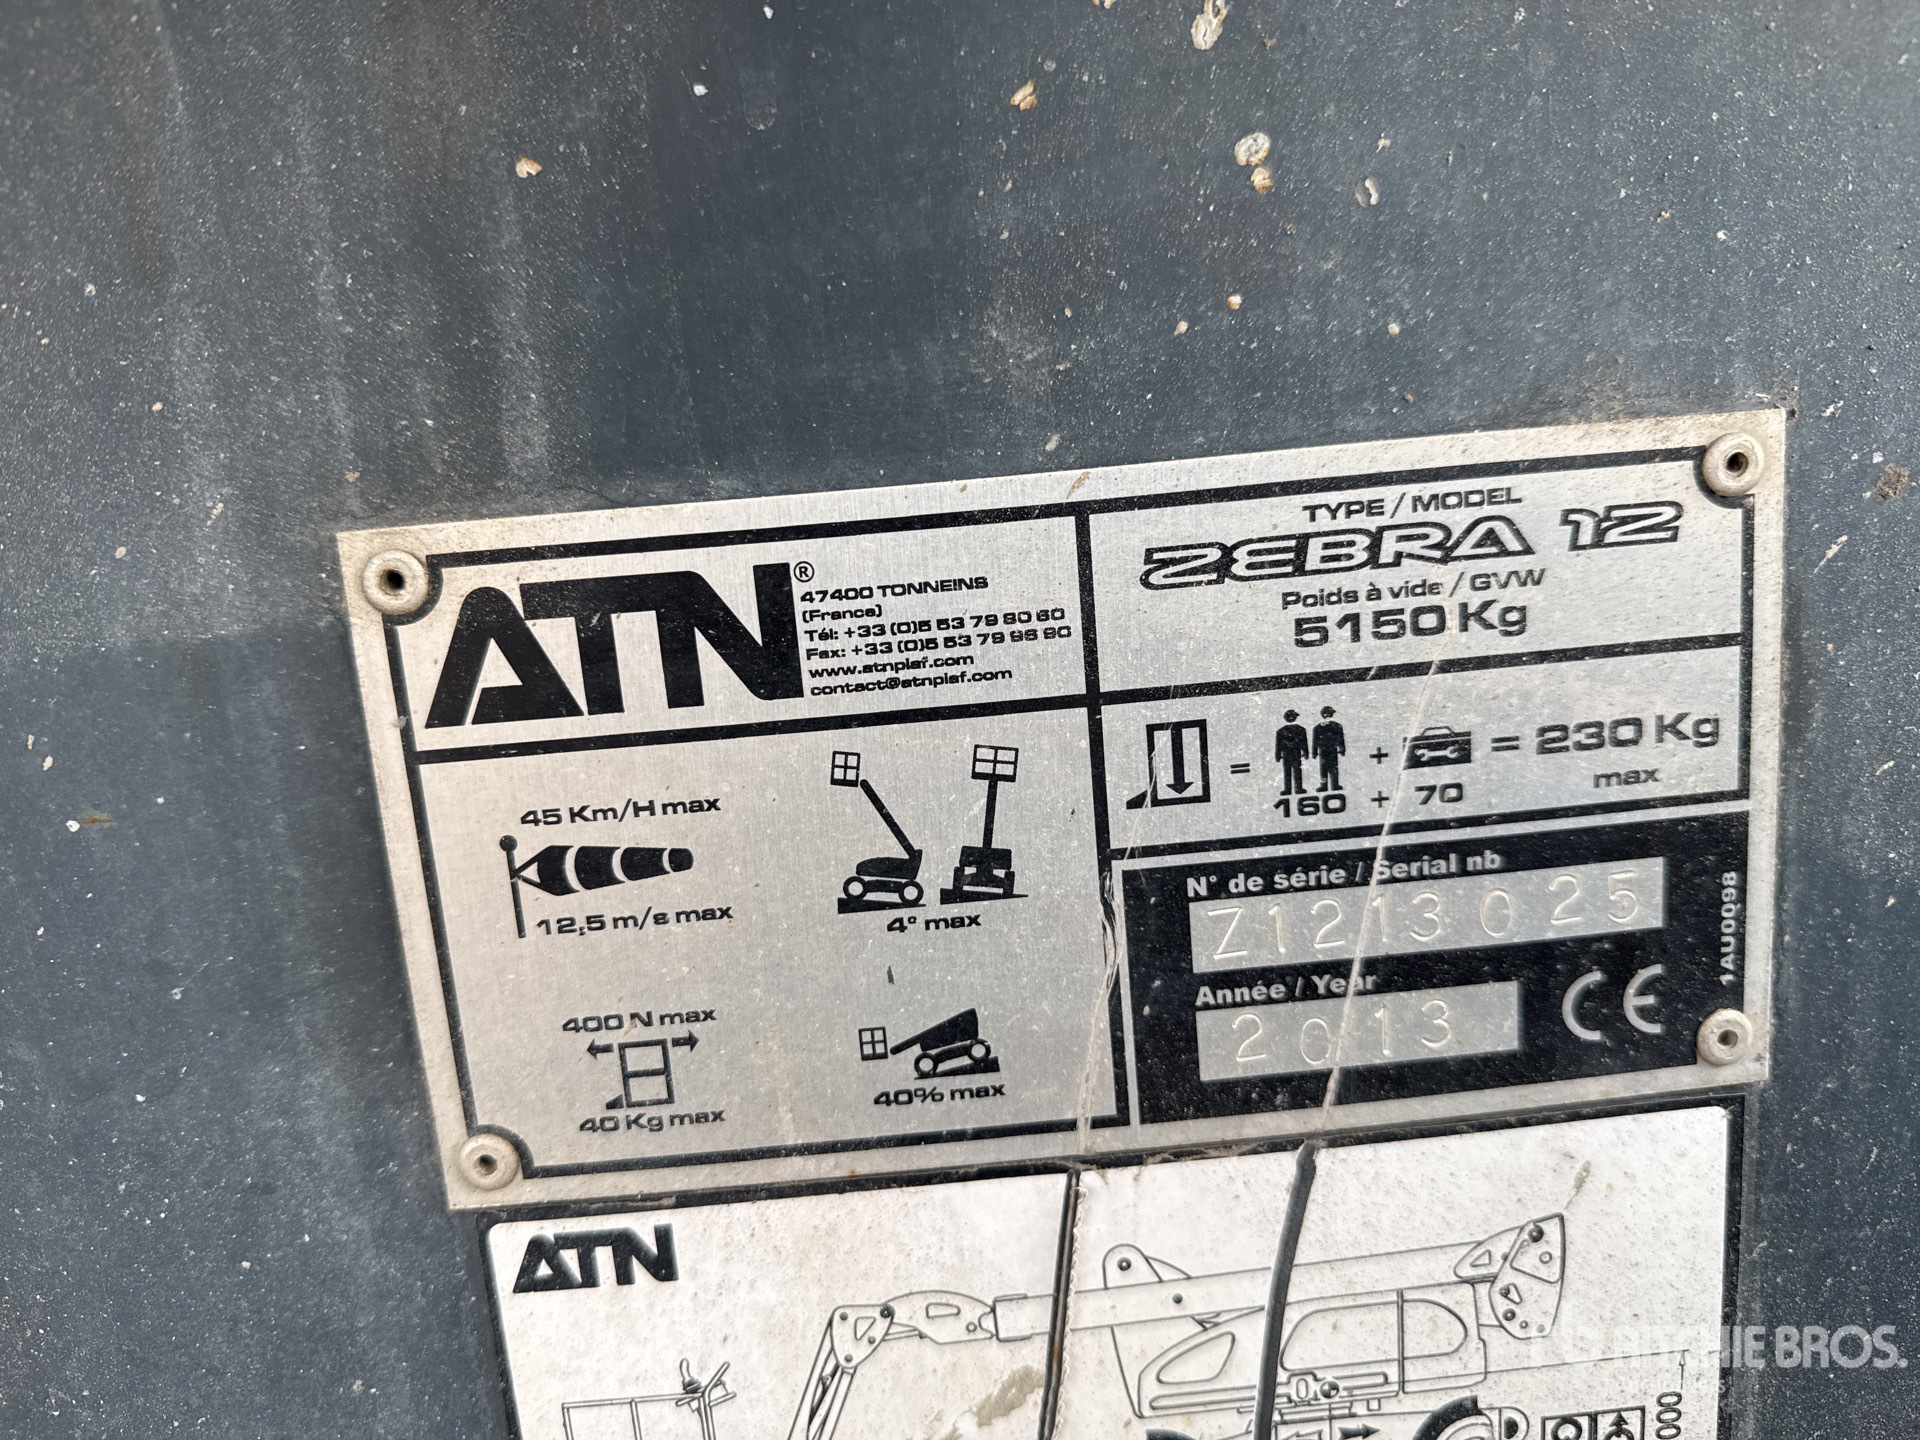 ATN®
47400 TONNEINS
(France)
Tél: +33 (0)5 53 79 80 60
Fax: +33 (0)5 53 79 96 90
www.atnplaf.com
contact@atnplaf.com
TYPE / MODEL
ZEBRA 12
Poids à vide / GVW
5150 Kg
= + = 230 Kg
160 + 70 max
45 Km/H max
12,5 m/s max
4° max
400 N max
40 Kg max
40% max
N° de série / Serial nb
Z1213025
Année / Year
2013
CE
1AU0098
ATN
RITCHIE BROS.